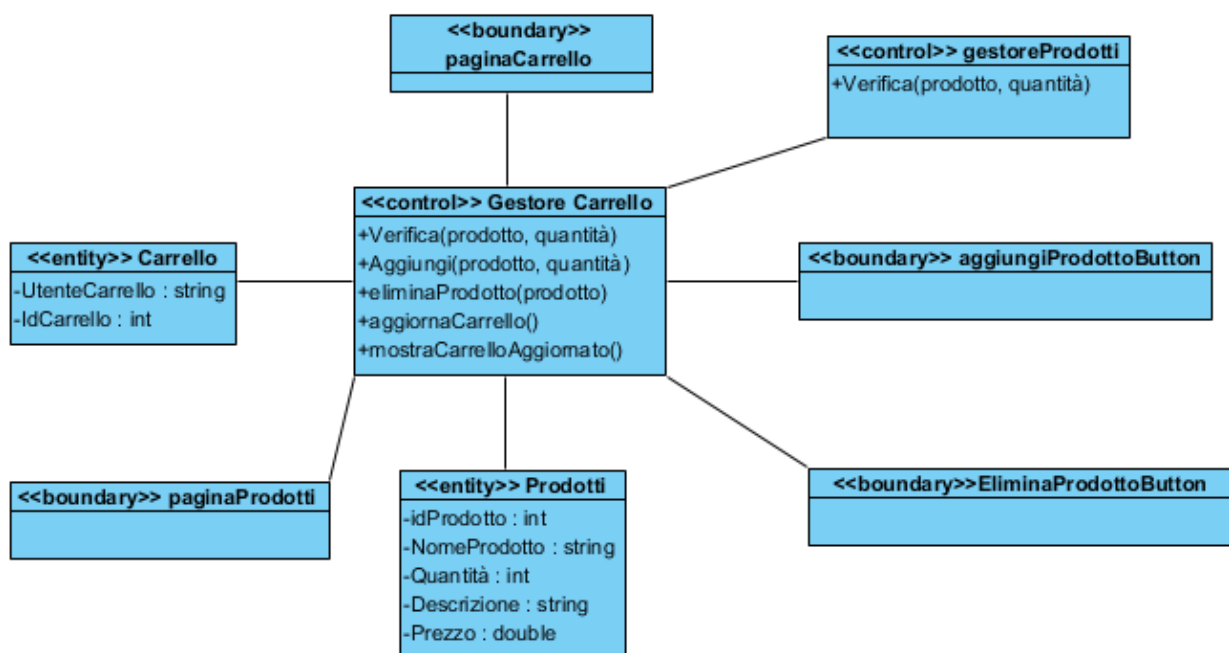 <<boundary>>
paginaCarrello
<<control>> gestoreProdotti
+Verifica(prodotto, quantità)
<<control>> Gestore Carrello
+Verifica(prodotto, quantità)
+Aggiungi(prodotto, quantità)
+eliminaProdotto(prodotto)
+aggiornaCarrello()
+mostraCarrelloAggiornato()
<<entity>> Carrello
-UtenteCarrello : string
-IdCarrello : int
<<boundary>> aggiungiProdottoButton
<<boundary>> paginaProdotti
<<entity>> Prodotti
-idProdotto : int
-NomeProdotto : string
-Quantità : int
-Descrizione : string
-Prezzo : double
<<boundary>>EliminaProdottoButton